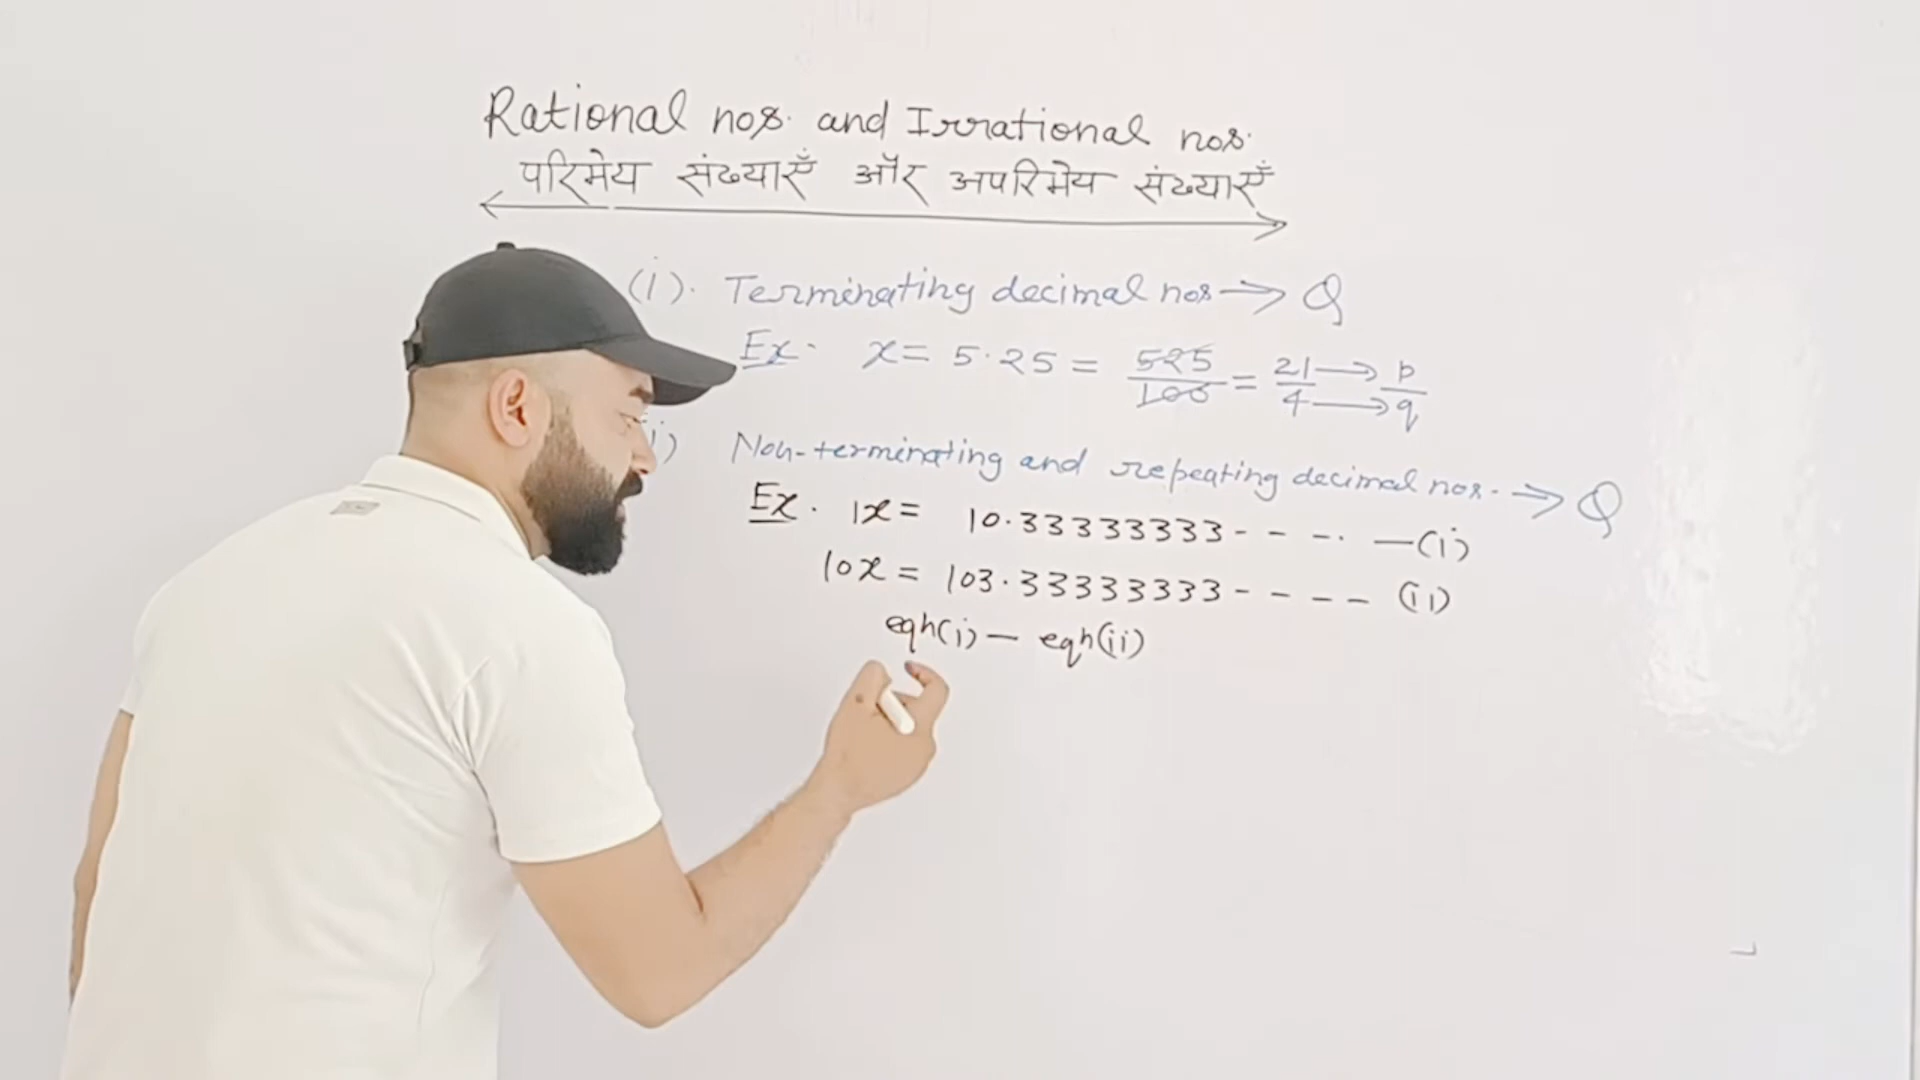 Rational nos. and Irrational nos.
परिमेय संख्याएँ और अपरिमेय संख्याएँ
(i). Terminating decimal nos → Q
Ex. x = 5.25 = 525/100 = 21/4 → p/q
i) Non-terminating and repeating decimal nos. → Q
Ex. 1x = 10.33333333- - -. —(i)
10x = 103.33333333- - - - (ii)
eqn(i) — eqn(ii)